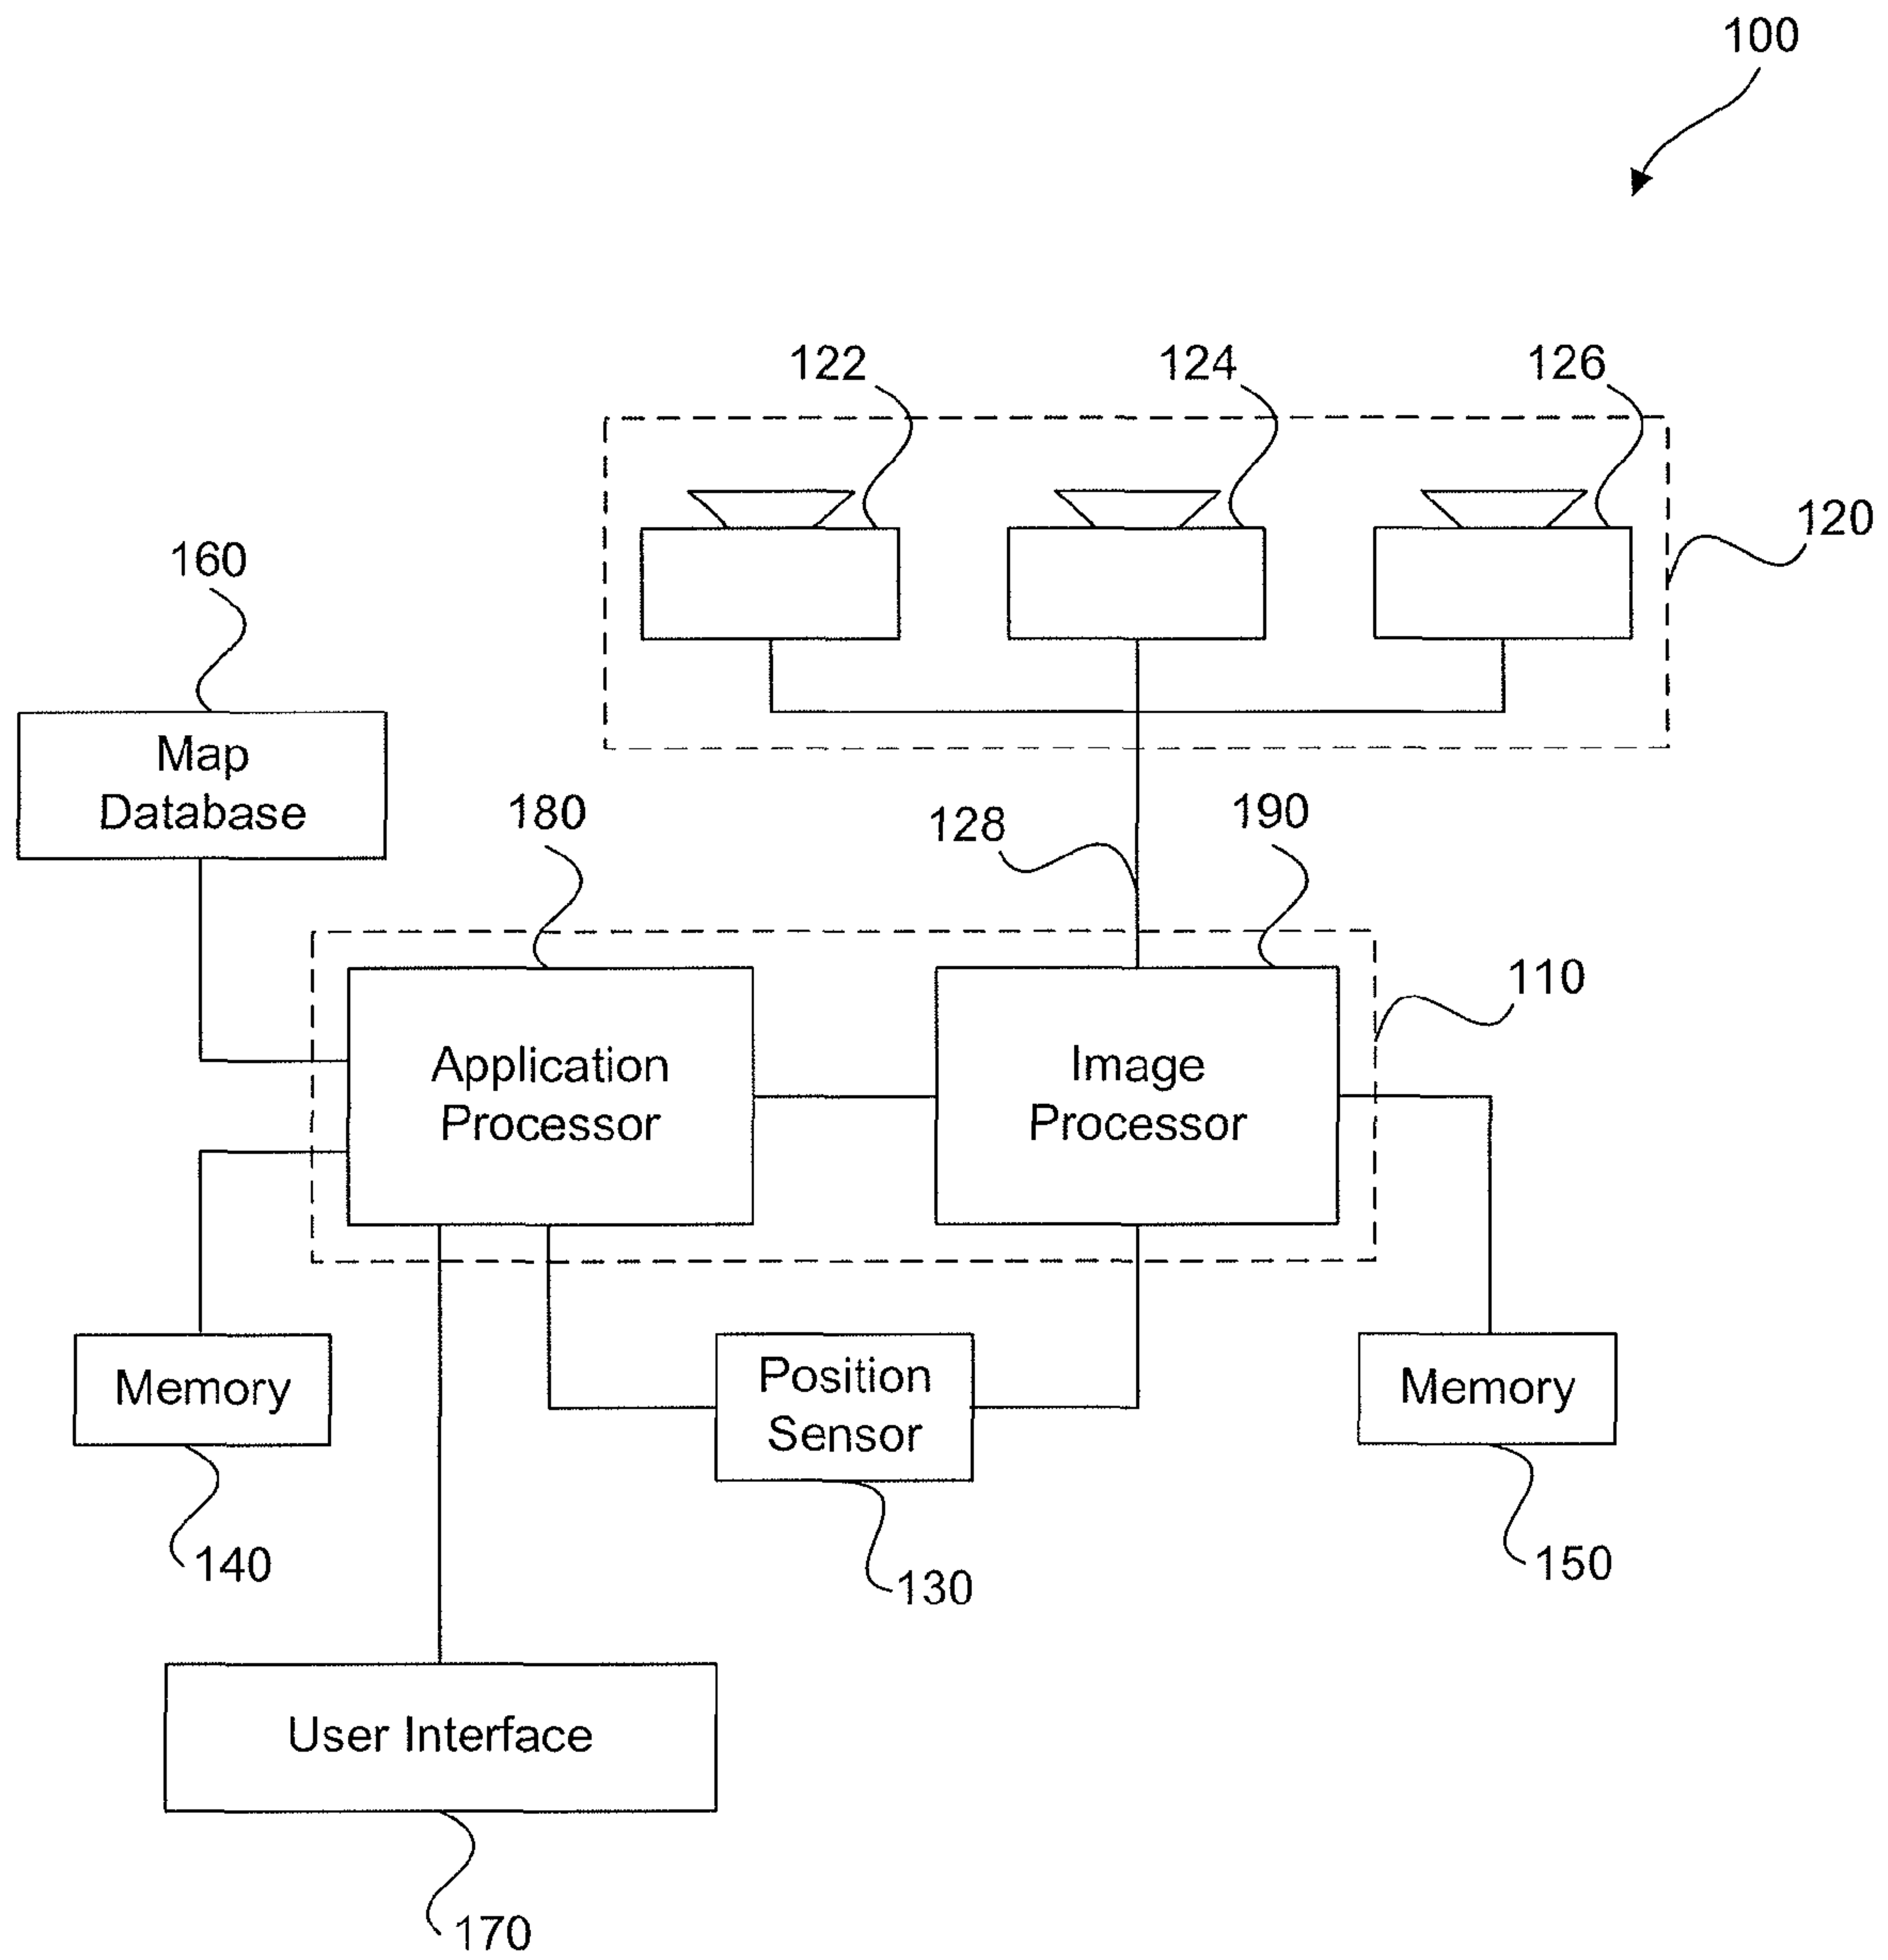 100
122
124
126
120
160
Map
Database
180
128
190
110
Application
Processor
Image
Processor
Memory
Position
Sensor
Memory
140
130
150
User Interface
170